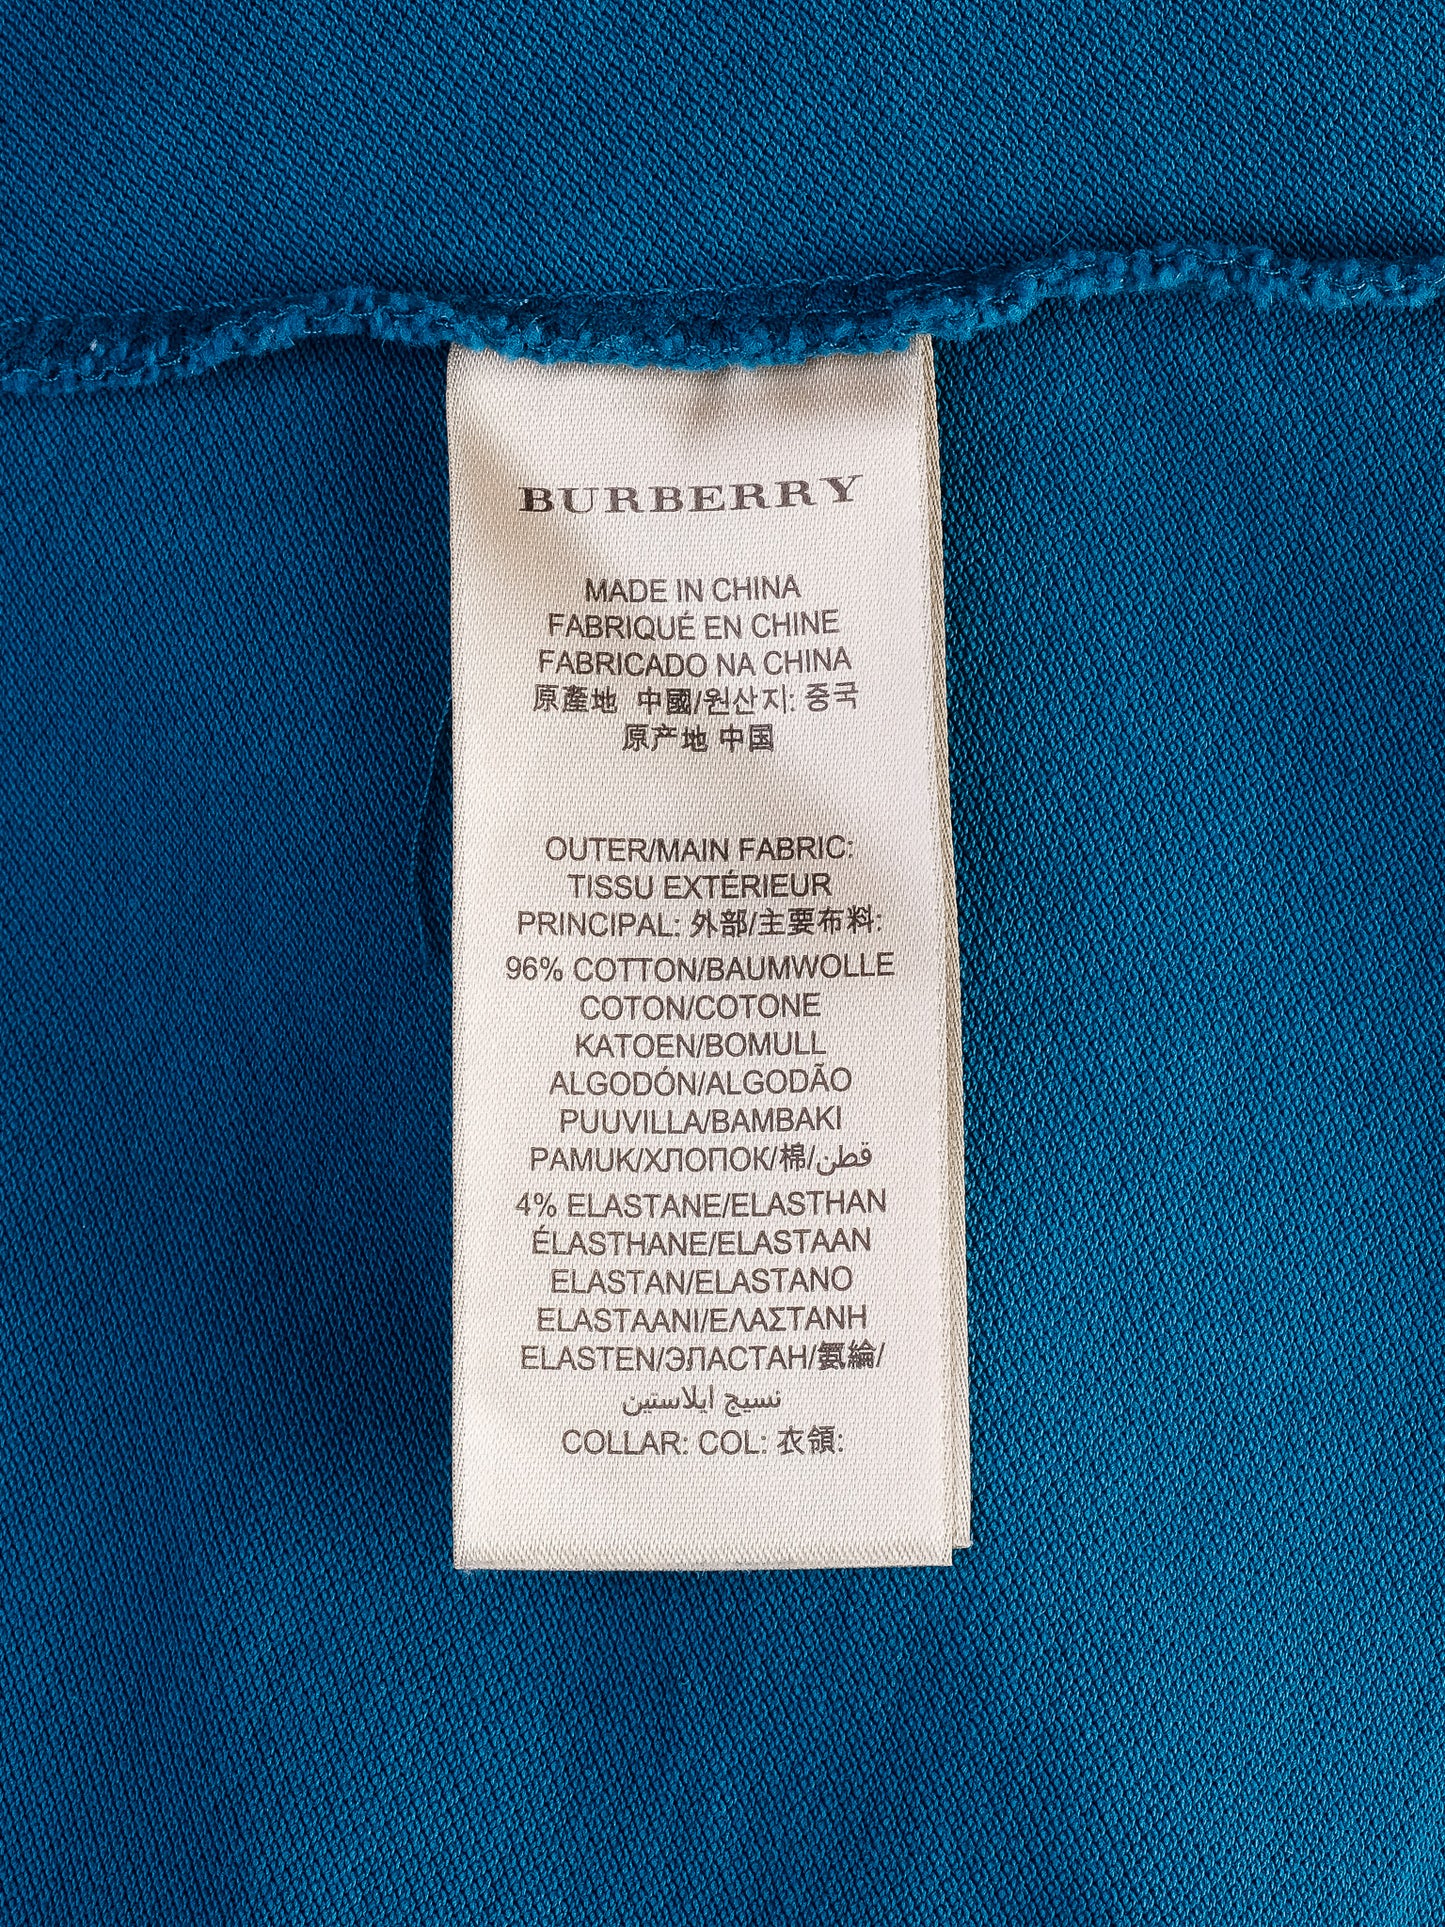 BURBERRY
MADE IN CHINA
FABRIQUÉ EN CHINE
FABRICADO NA CHINA
原產地 中國/원산지: 중국
原产地 中国
OUTER/MAIN FABRIC:
TISSU EXTÉRIEUR
PRINCIPAL: 外部/主要布料:
96% COTTON/BAUMWOLLE
COTON/COTONE
KATOEN/BOMULL
ALGODÓN/ALGODÃO
PUUVILLA/BAMBAKI
PAMUK/ХЛОПОК/棉/قطن
4% ELASTANE/ELASTHAN
ÉLASTHANE/ELASTAAN
ELASTAN/ELASTANO
ELASTAANI/ΕΛΑΣΤΑΝΗ
ELASTEN/ЭЛАСТАН/氨綸/
نسيج ايلاستين
COLLAR: COL: 衣領: